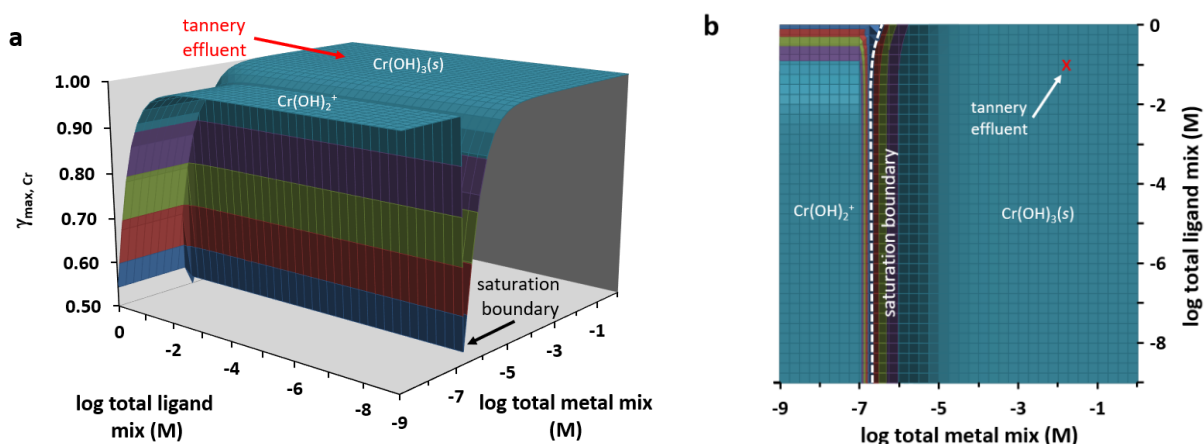 a
tannery
effluent
Cr(OH)₃(s)
Cr(OH)₂⁺
1.00
0.90
0.80
0.70
0.60
0.50
γmax, Cr
saturation
boundary
0
-2
-4
-6
-8
-9
-7
-5
-3
-1
log total ligand
mix (M)
log total metal mix
(M)
b
0
-2
-4
-6
-8
log total ligand mix (M)
X
tannery
effluent
Cr(OH)₂⁺
saturation boundary
Cr(OH)₃(s)
-9
-7
-5
-3
-1
log total metal mix (M)